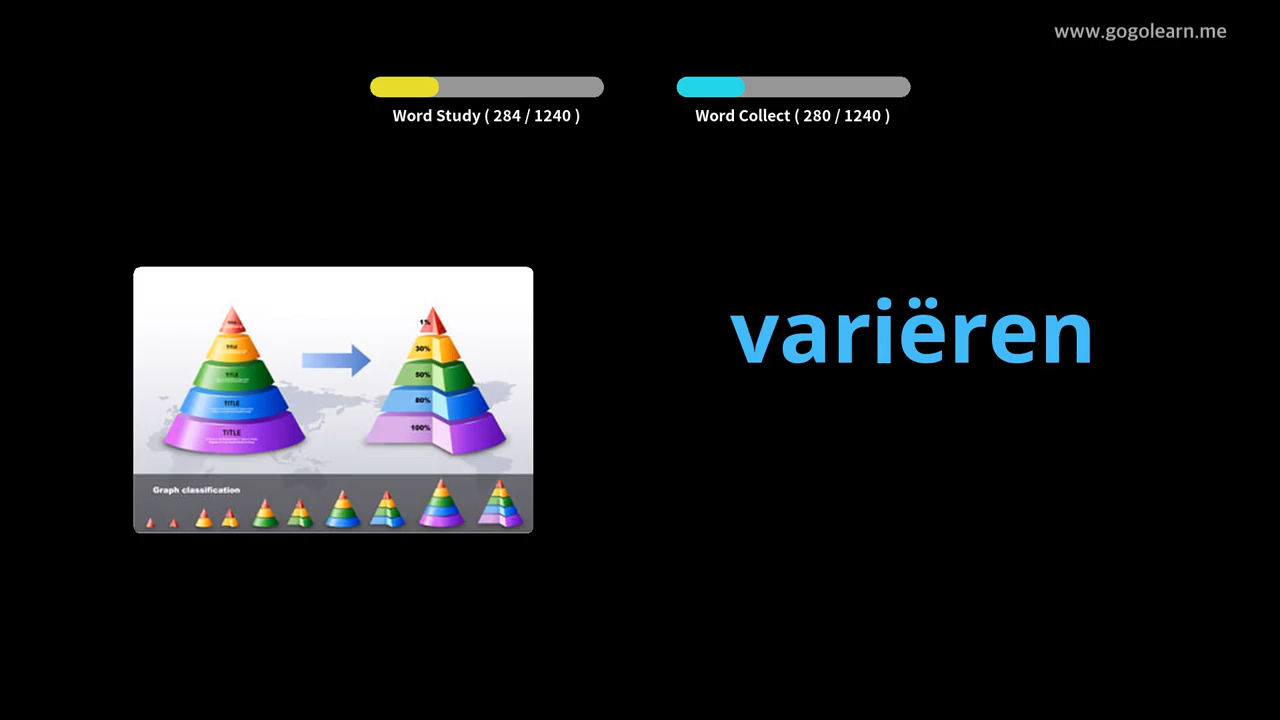 www.gogolearn.me
Word Study ( 284 / 1240 )
Word Collect ( 280 / 1240 )
variëren
TITLE
1%
TITLE
30%
TITLE
50%
TITLE
80%
TITLE
100%
Graph classification